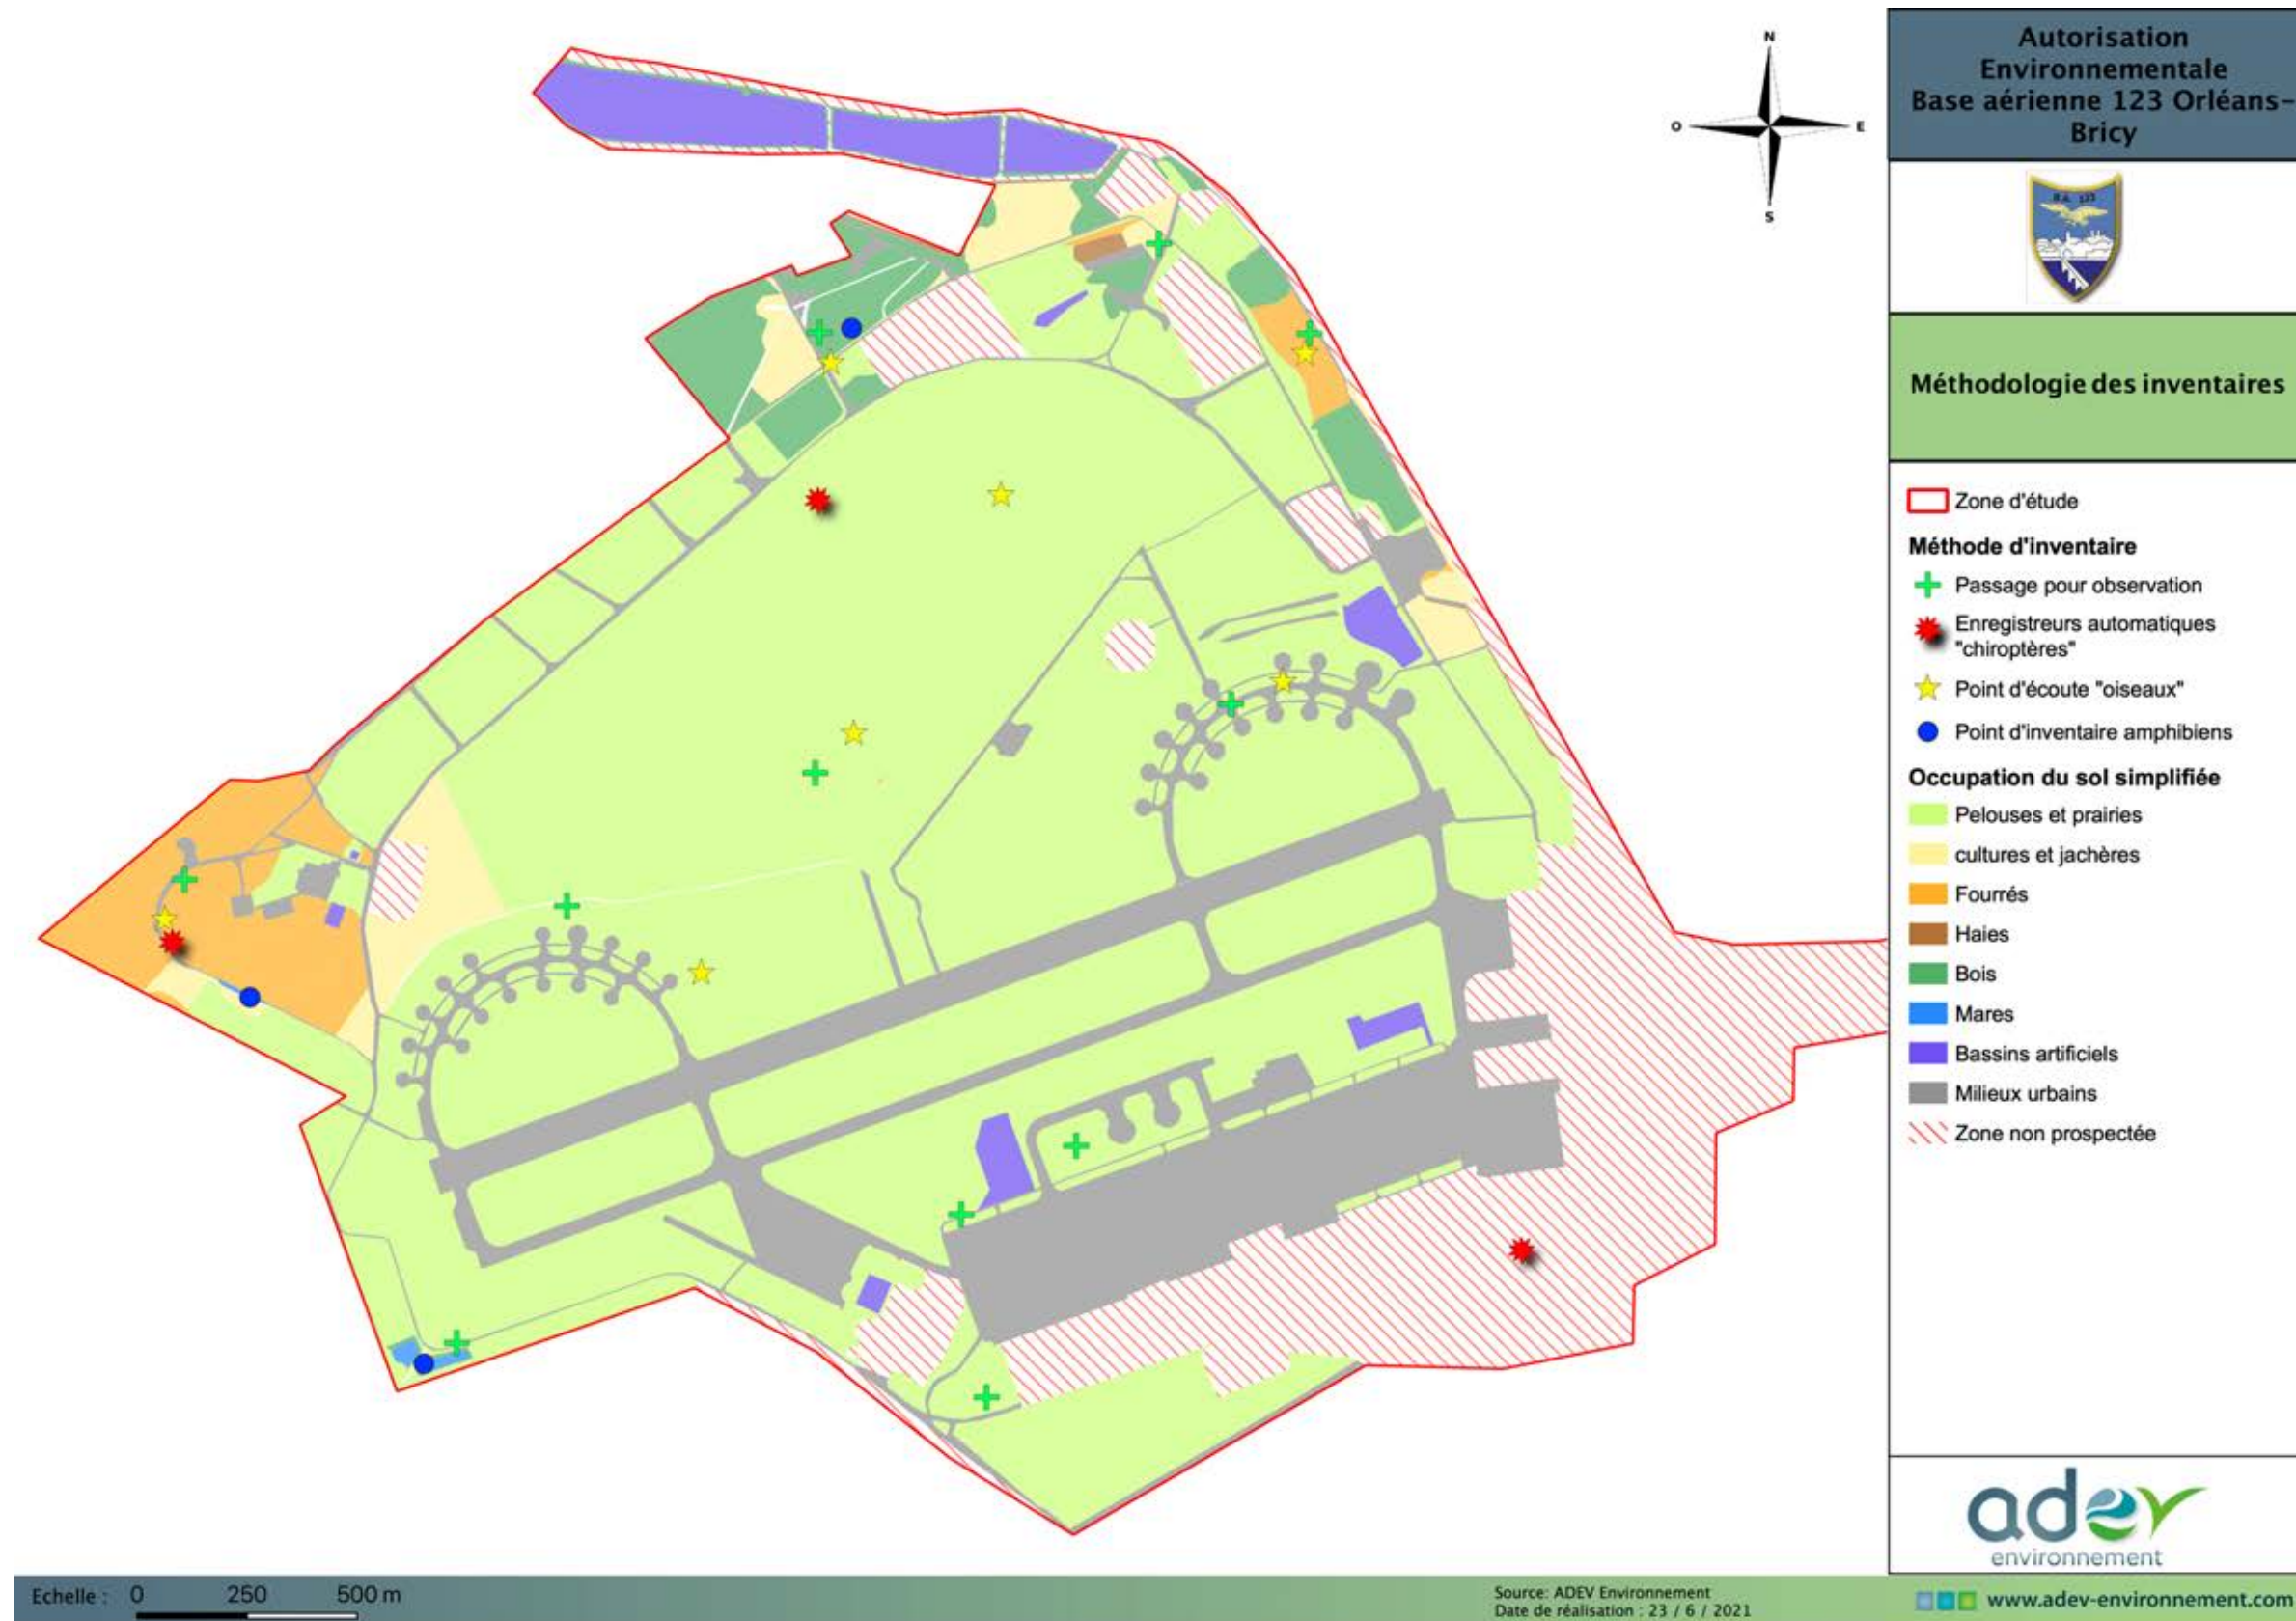 N
O
E
S
Autorisation
Environnementale
Base aérienne 123 Orléans-
Bricy
B.A. 123
Méthodologie des inventaires
Zone d'étude
Méthode d'inventaire
Passage pour observation
Enregistreurs automatiques
"chiroptères"
Point d'écoute "oiseaux"
Point d'inventaire amphibiens
Occupation du sol simplifiée
Pelouses et prairies
cultures et jachères
Fourrés
Haies
Bois
Mares
Bassins artificiels
Milieux urbains
Zone non prospectée
adev
environnement
Echelle : 0 250 500 m
Source: ADEV Environnement
Date de réalisation : 23 / 6 / 2021
www.adev-environnement.com